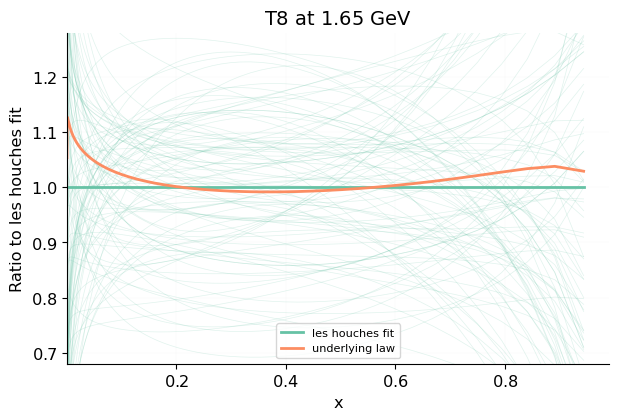 T8 at 1.65 GeV
Ratio to les houches fit
1.2
1.1
1.0
0.9
0.8
0.7
les houches fit
underlying law
0.2
0.4
0.6
0.8
x